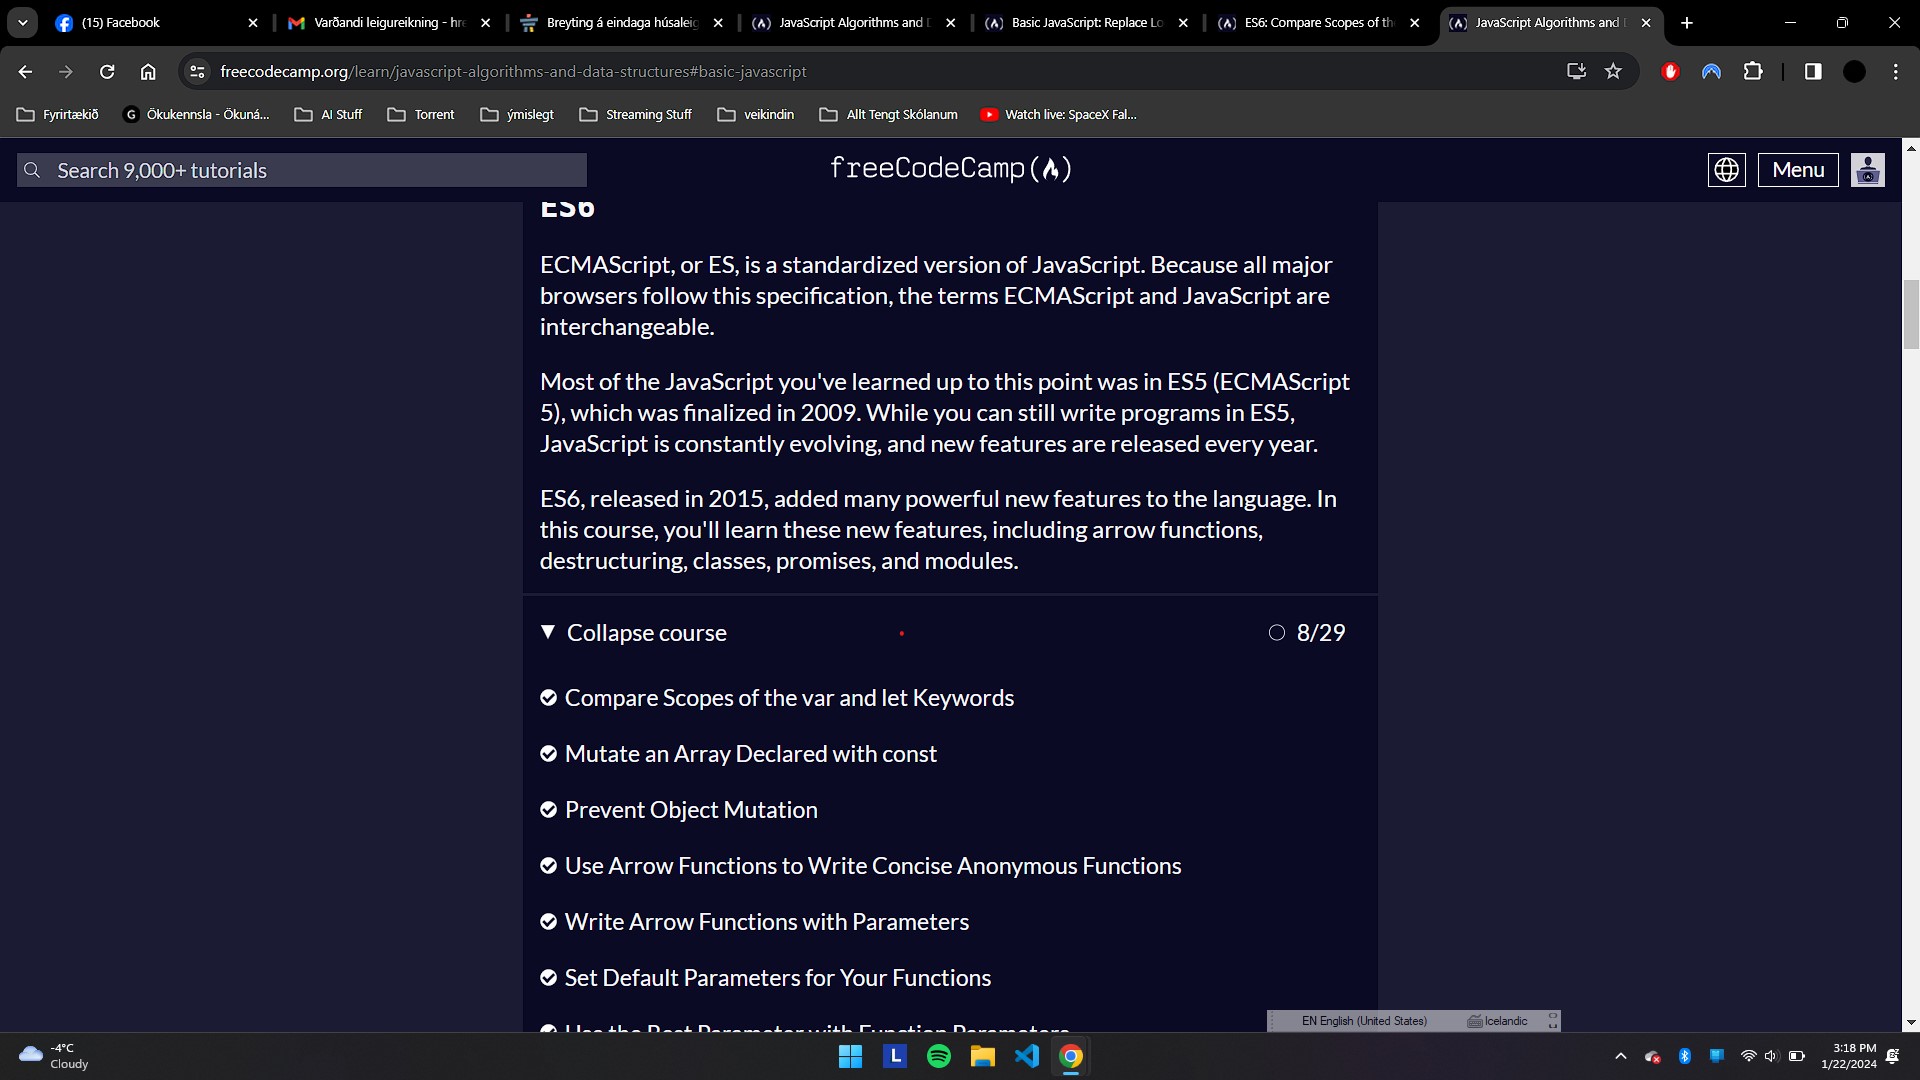 (15) Facebook
Varðandi leigureikning - hre
Breyting á eindaga húsaleig
JavaScript Algorithms and D
Basic JavaScript: Replace Lo
ES6: Compare Scopes of th
JavaScript Algorithms and D
freecodecamp.org/learn/javascript-algorithms-and-data-structures#basic-javascript
Fyrirtækið
Ökukennsla - Ökuná...
AI Stuff
Torrent
ýmislegt
Streaming Stuff
veikindin
Allt Tengt Skólanum
Watch live: SpaceX Fal...
Search 9,000+ tutorials
freeCodeCamp
Menu
ES6
ECMAScript, or ES, is a standardized version of JavaScript. Because all major
browsers follow this specification, the terms ECMAScript and JavaScript are
interchangeable.
Most of the JavaScript you've learned up to this point was in ES5 (ECMAScript
5), which was finalized in 2009. While you can still write programs in ES5,
JavaScript is constantly evolving, and new features are released every year.
ES6, released in 2015, added many powerful new features to the language. In
this course, you'll learn these new features, including arrow functions,
destructuring, classes, promises, and modules.
Collapse course
8/29
Compare Scopes of the var and let Keywords
Mutate an Array Declared with const
Prevent Object Mutation
Use Arrow Functions to Write Concise Anonymous Functions
Write Arrow Functions with Parameters
Set Default Parameters for Your Functions
Use the Rest Parameter with Function Parameters
EN English (United States)
Icelandic
-4°C
Cloudy
L
3:18 PM
1/22/2024